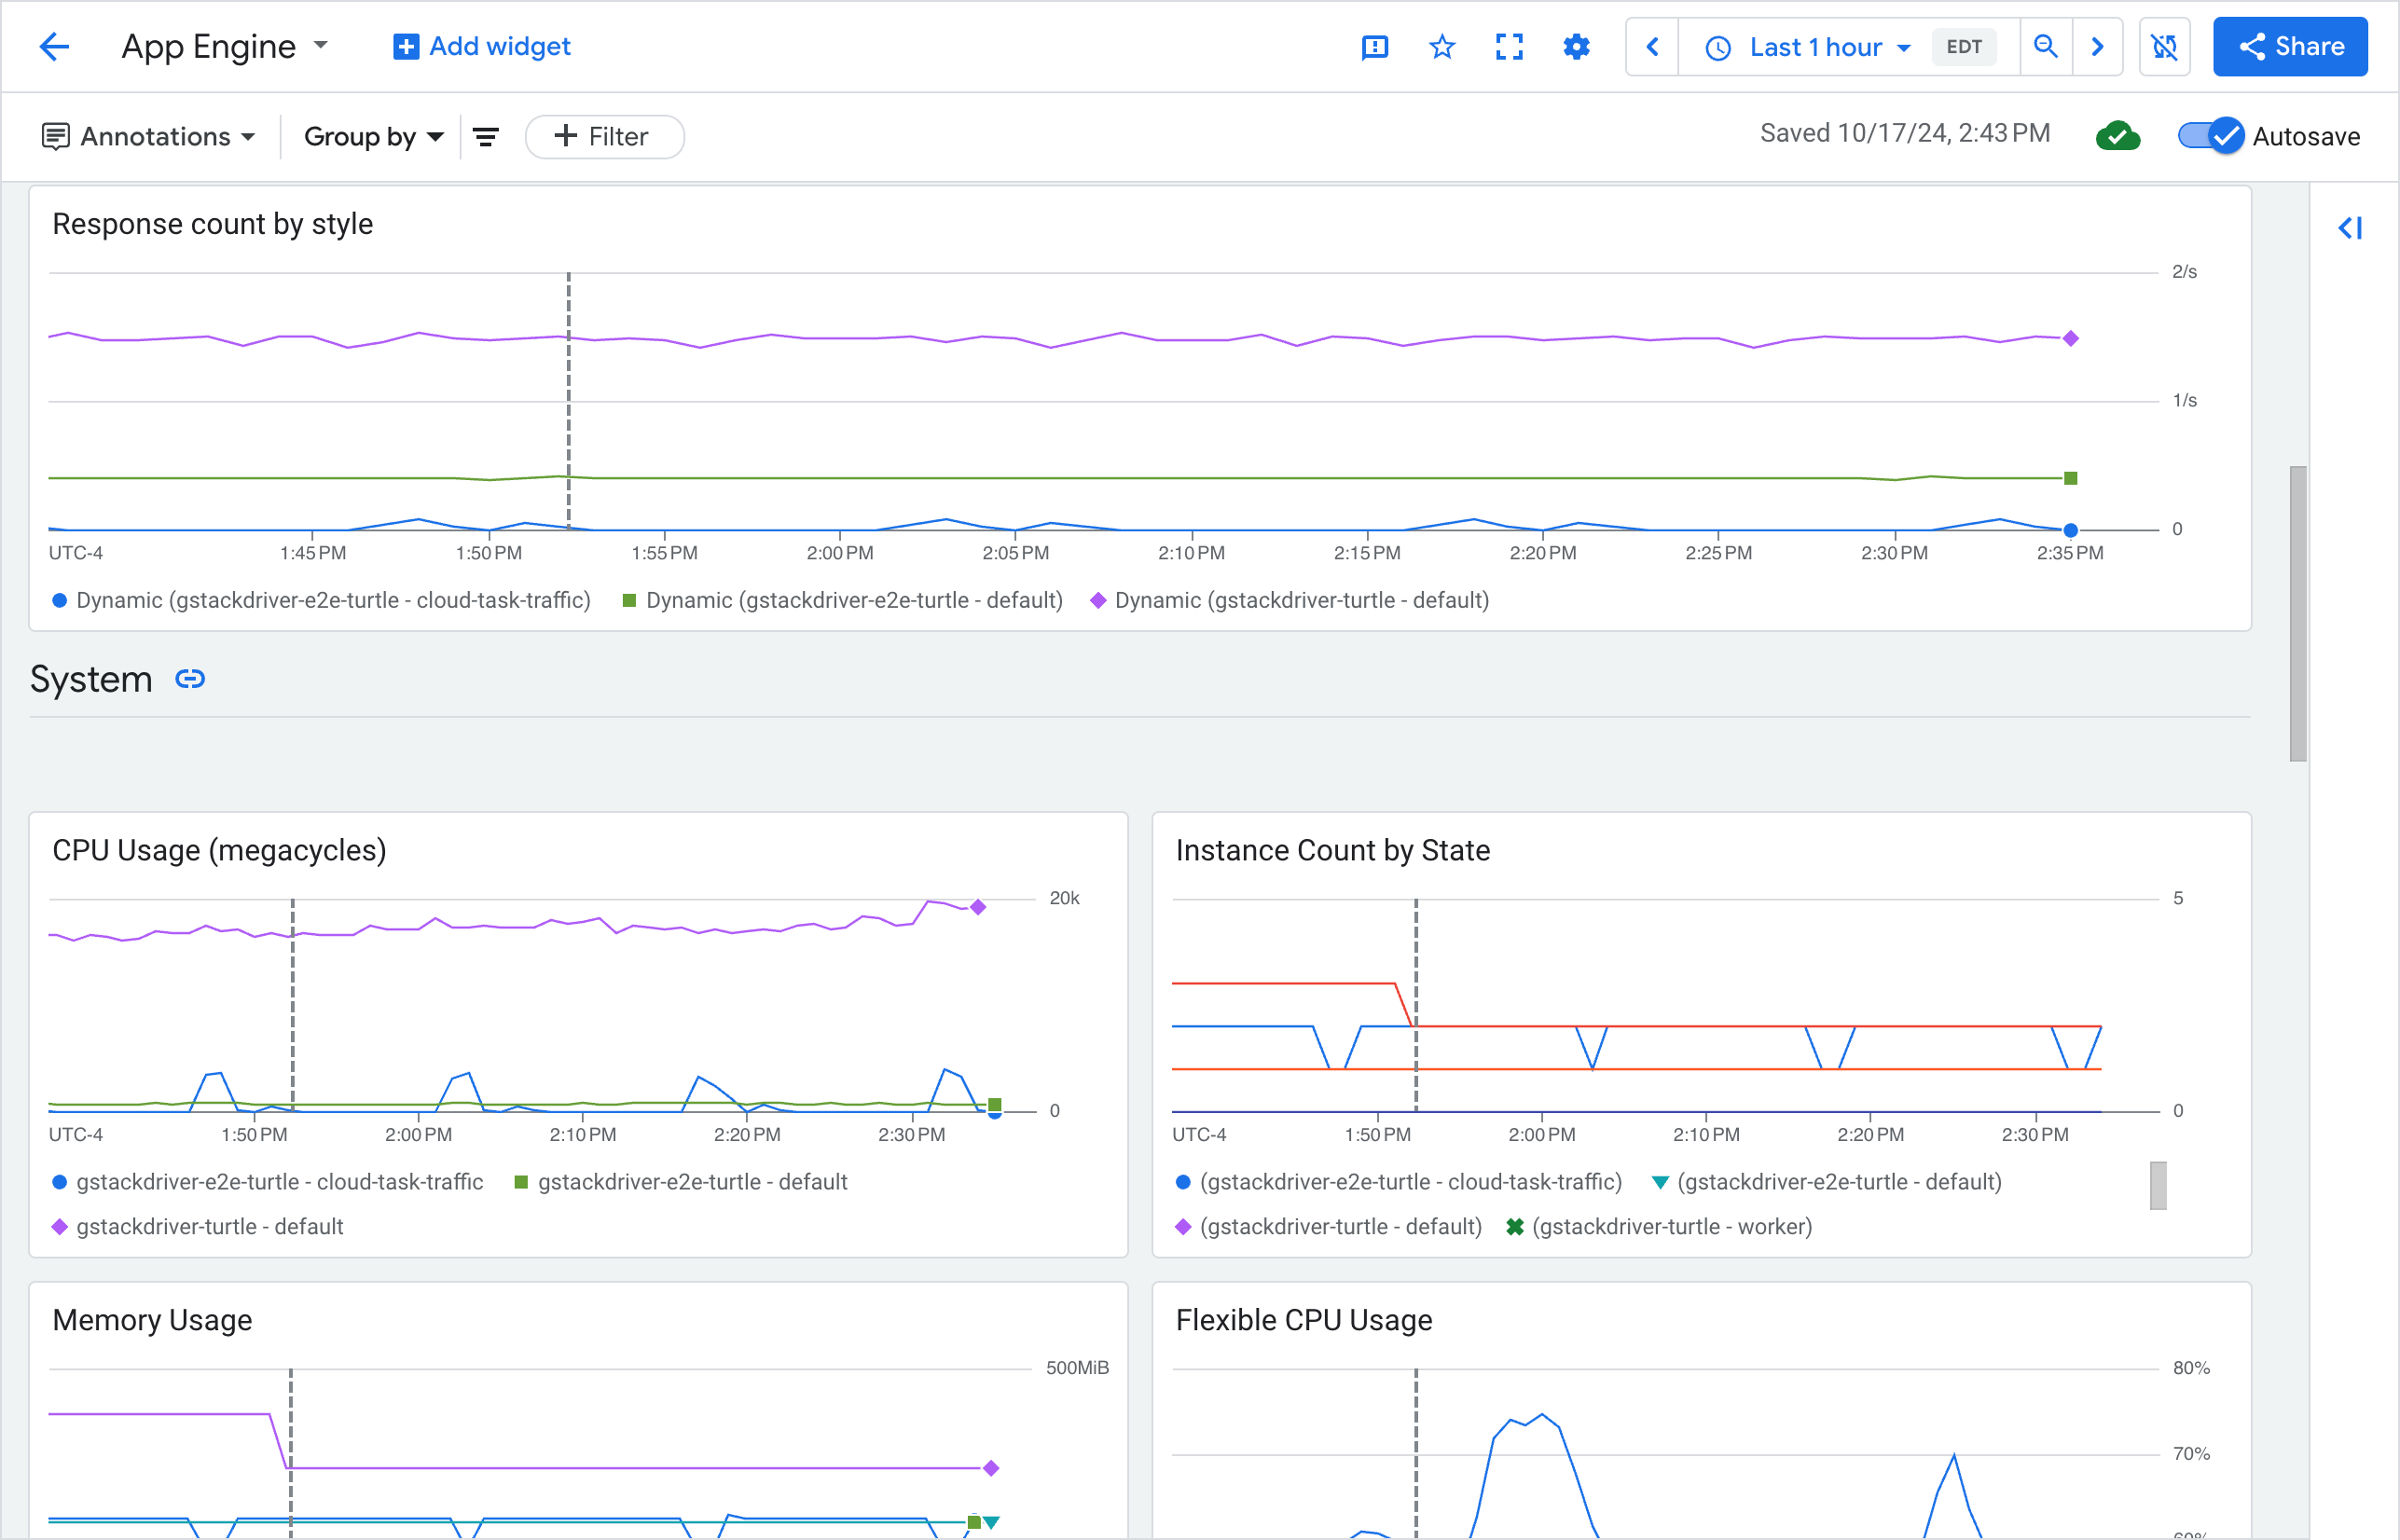 App Engine
Add widget
Last 1 hour EDT
Share
Annotations Group by Filter
Saved 10/17/24, 2:43 PM
Autosave
Response count by style
2/s
1/s
0
UTC-4 1:45 PM 1:50 PM 1:55 PM 2:00 PM 2:05 PM 2:10 PM 2:15 PM 2:20 PM 2:25 PM 2:30 PM 2:35 PM
Dynamic (gstackdriver-e2e-turtle - cloud-task-traffic) Dynamic (gstackdriver-e2e-turtle - default) Dynamic (gstackdriver-turtle - default)
System
CPU Usage (megacycles)
20k
0
UTC-4 1:50 PM 2:00 PM 2:10 PM 2:20 PM 2:30 PM
gstackdriver-e2e-turtle - cloud-task-traffic gstackdriver-e2e-turtle - default
gstackdriver-turtle - default
Instance Count by State
5
0
UTC-4 1:50 PM 2:00 PM 2:10 PM 2:20 PM 2:30 PM
(gstackdriver-e2e-turtle - cloud-task-traffic) (gstackdriver-e2e-turtle - default)
(gstackdriver-turtle - default) (gstackdriver-turtle - worker)
Memory Usage
500MiB
Flexible CPU Usage
80%
70%